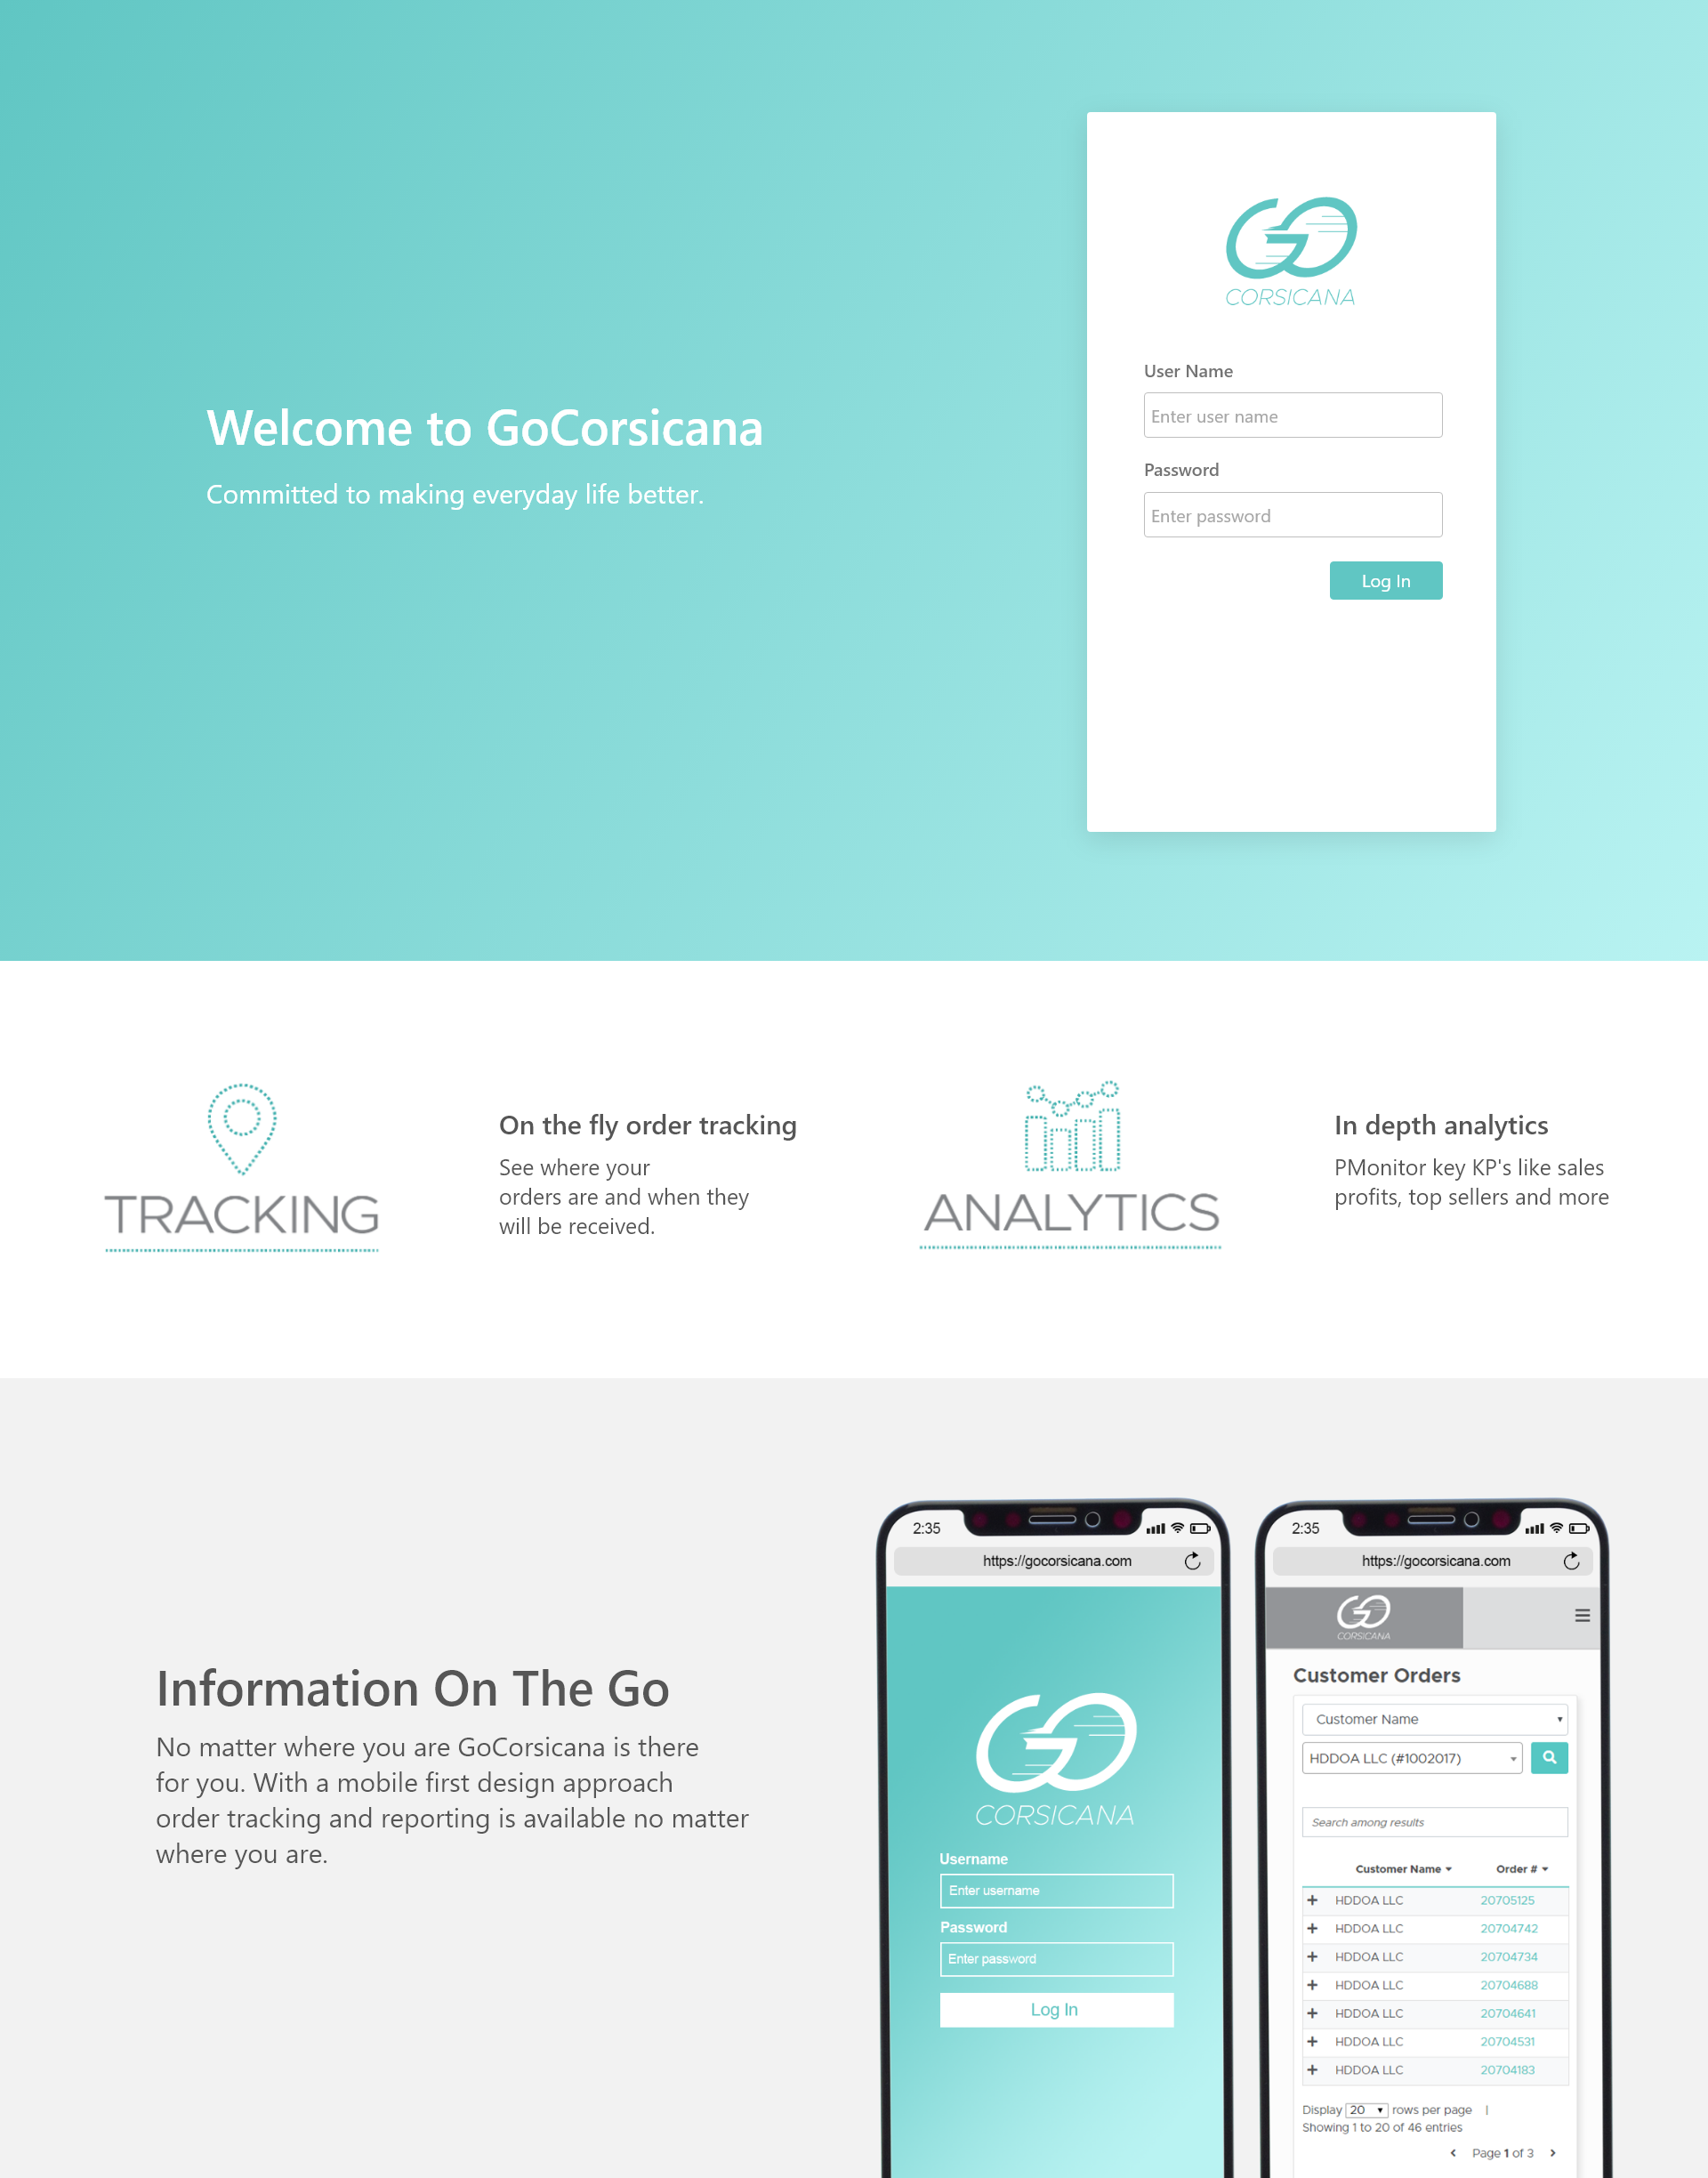 GO
CORSICANA
User Name
Enter user name
Password
Enter password
Log In
Welcome to GoCorsicana
Committed to making everyday life better.
TRACKING
On the fly order tracking
See where your
orders are and when they
will be received.
ANALYTICS
In depth analytics
PMonitor key KP's like sales
profits, top sellers and more
Information On The Go
No matter where you are GoCorsicana is there
for you. With a mobile first design approach
order tracking and reporting is available no matter
where you are.
2:35
https://gocorsicana.com
GO
CORSICANA
Username
Enter username
Password
Enter password
Log In
2:35
https://gocorsicana.com
GO
CORSICANA
Customer Orders
Customer Name
HDDOA LLC (#1002017)
Search among results
Customer Name Order #
HDDOA LLC 20705125
HDDOA LLC 20704742
HDDOA LLC 20704734
HDDOA LLC 20704688
HDDOA LLC 20704641
HDDOA LLC 20704531
HDDOA LLC 20704183
Display 20 rows per page |
Showing 1 to 20 of 46 entries
Page 1 of 3